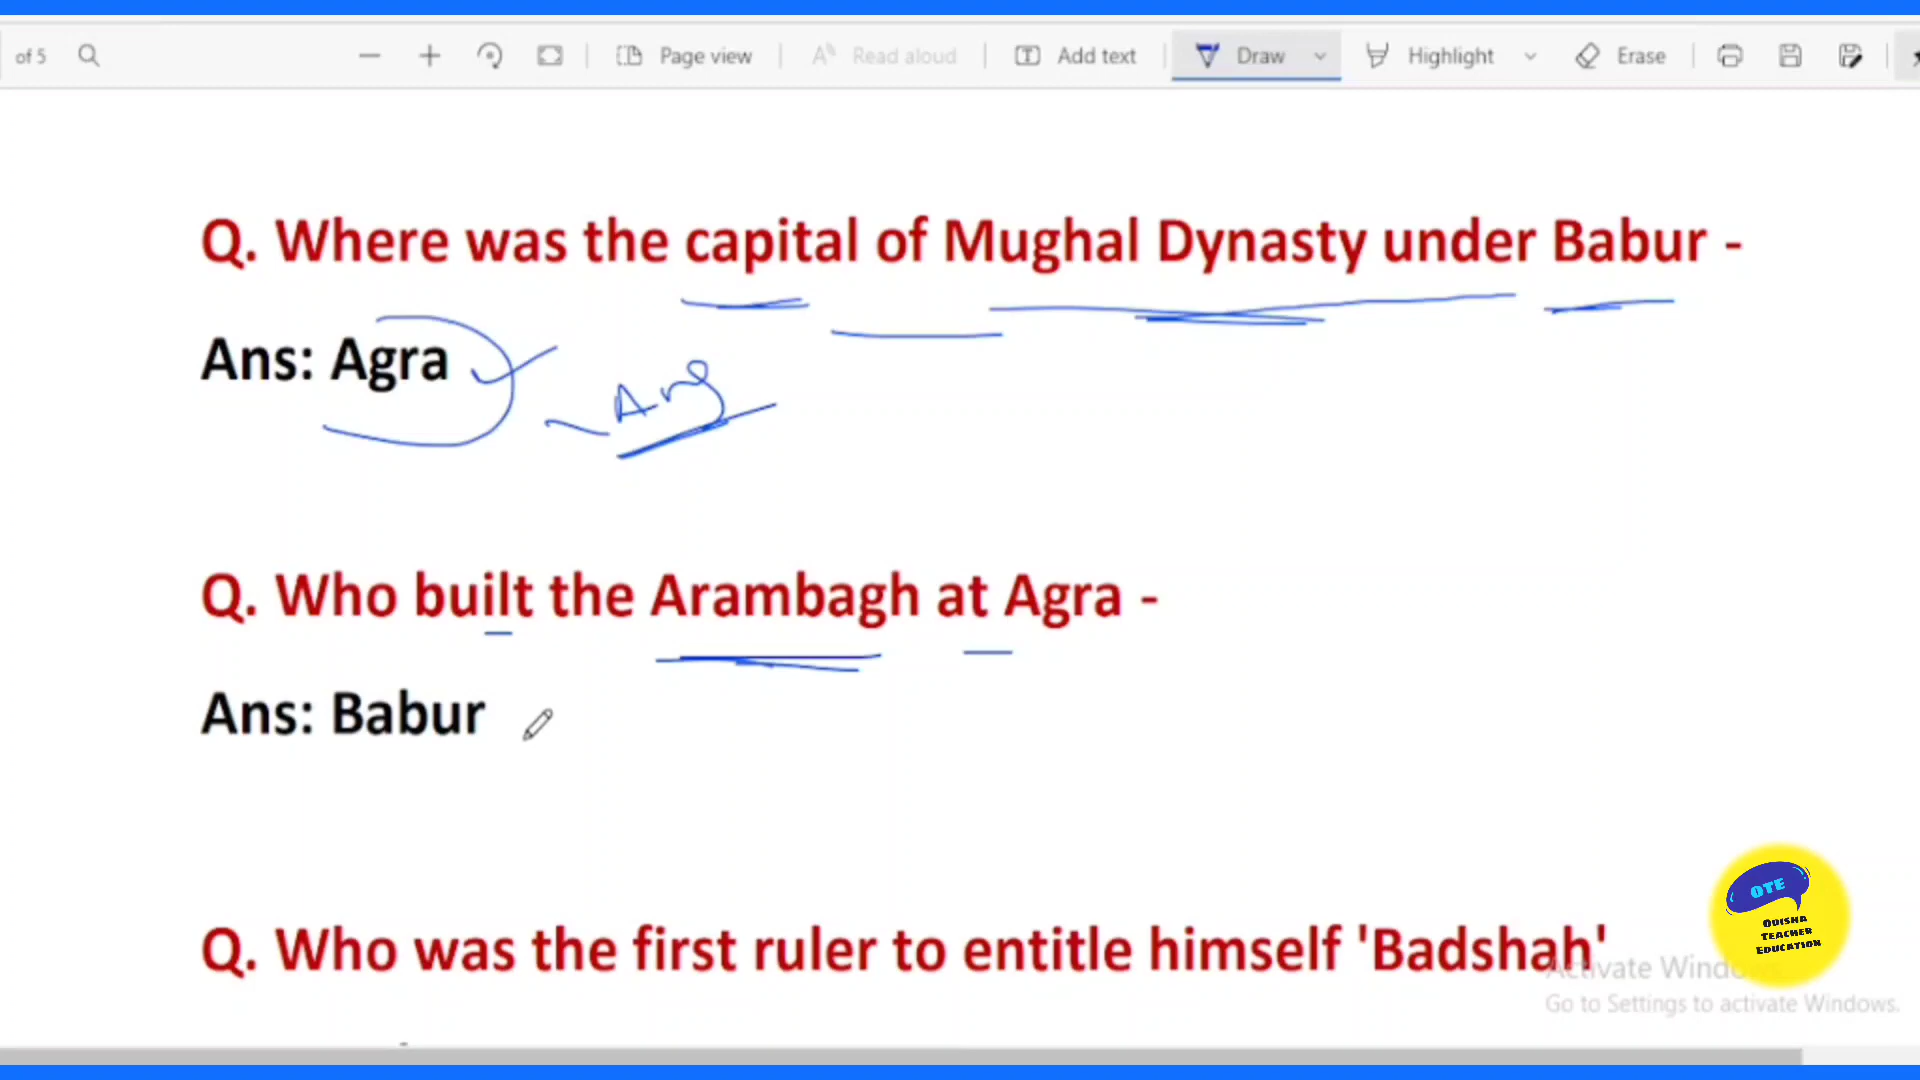 of 5 Page view Read aloud Add text Draw Highlight Erase
Q. Where was the capital of Mughal Dynasty under Babur -
Ans: Agra
Q. Who built the Arambagh at Agra -
Ans: Babur
Q. Who was the first ruler to entitle himself 'Badshah'
OTE
ODISHA
TEACHER
EDUCATION
Activate Windows
Go to Settings to activate Windows.